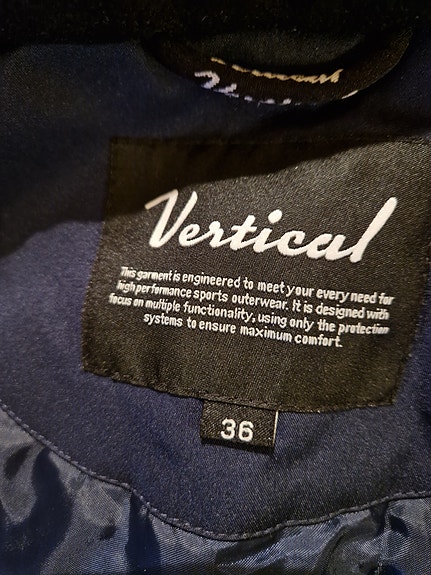 Vertical
This garment is engineered to meet your every need for
high performance sports outerwear. It is designed with
focus on multiple functionality, using only the protection
systems to ensure maximum comfort.
36